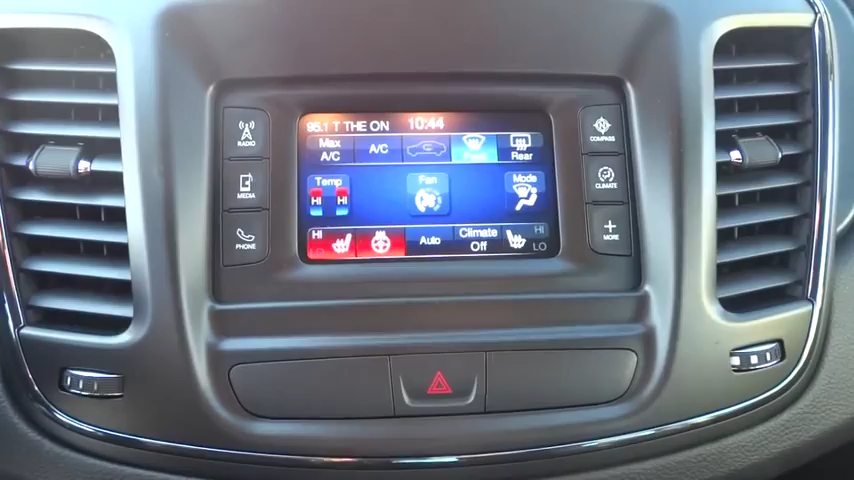 RADIO
MEDIA
PHONE
95.1 T THE ON 10:44
Max A/C A/C Front Rear
Temp Fan Mode
HI HI
HI Auto Climate Off HI
LO LO
COMPASS
CLIMATE
MORE